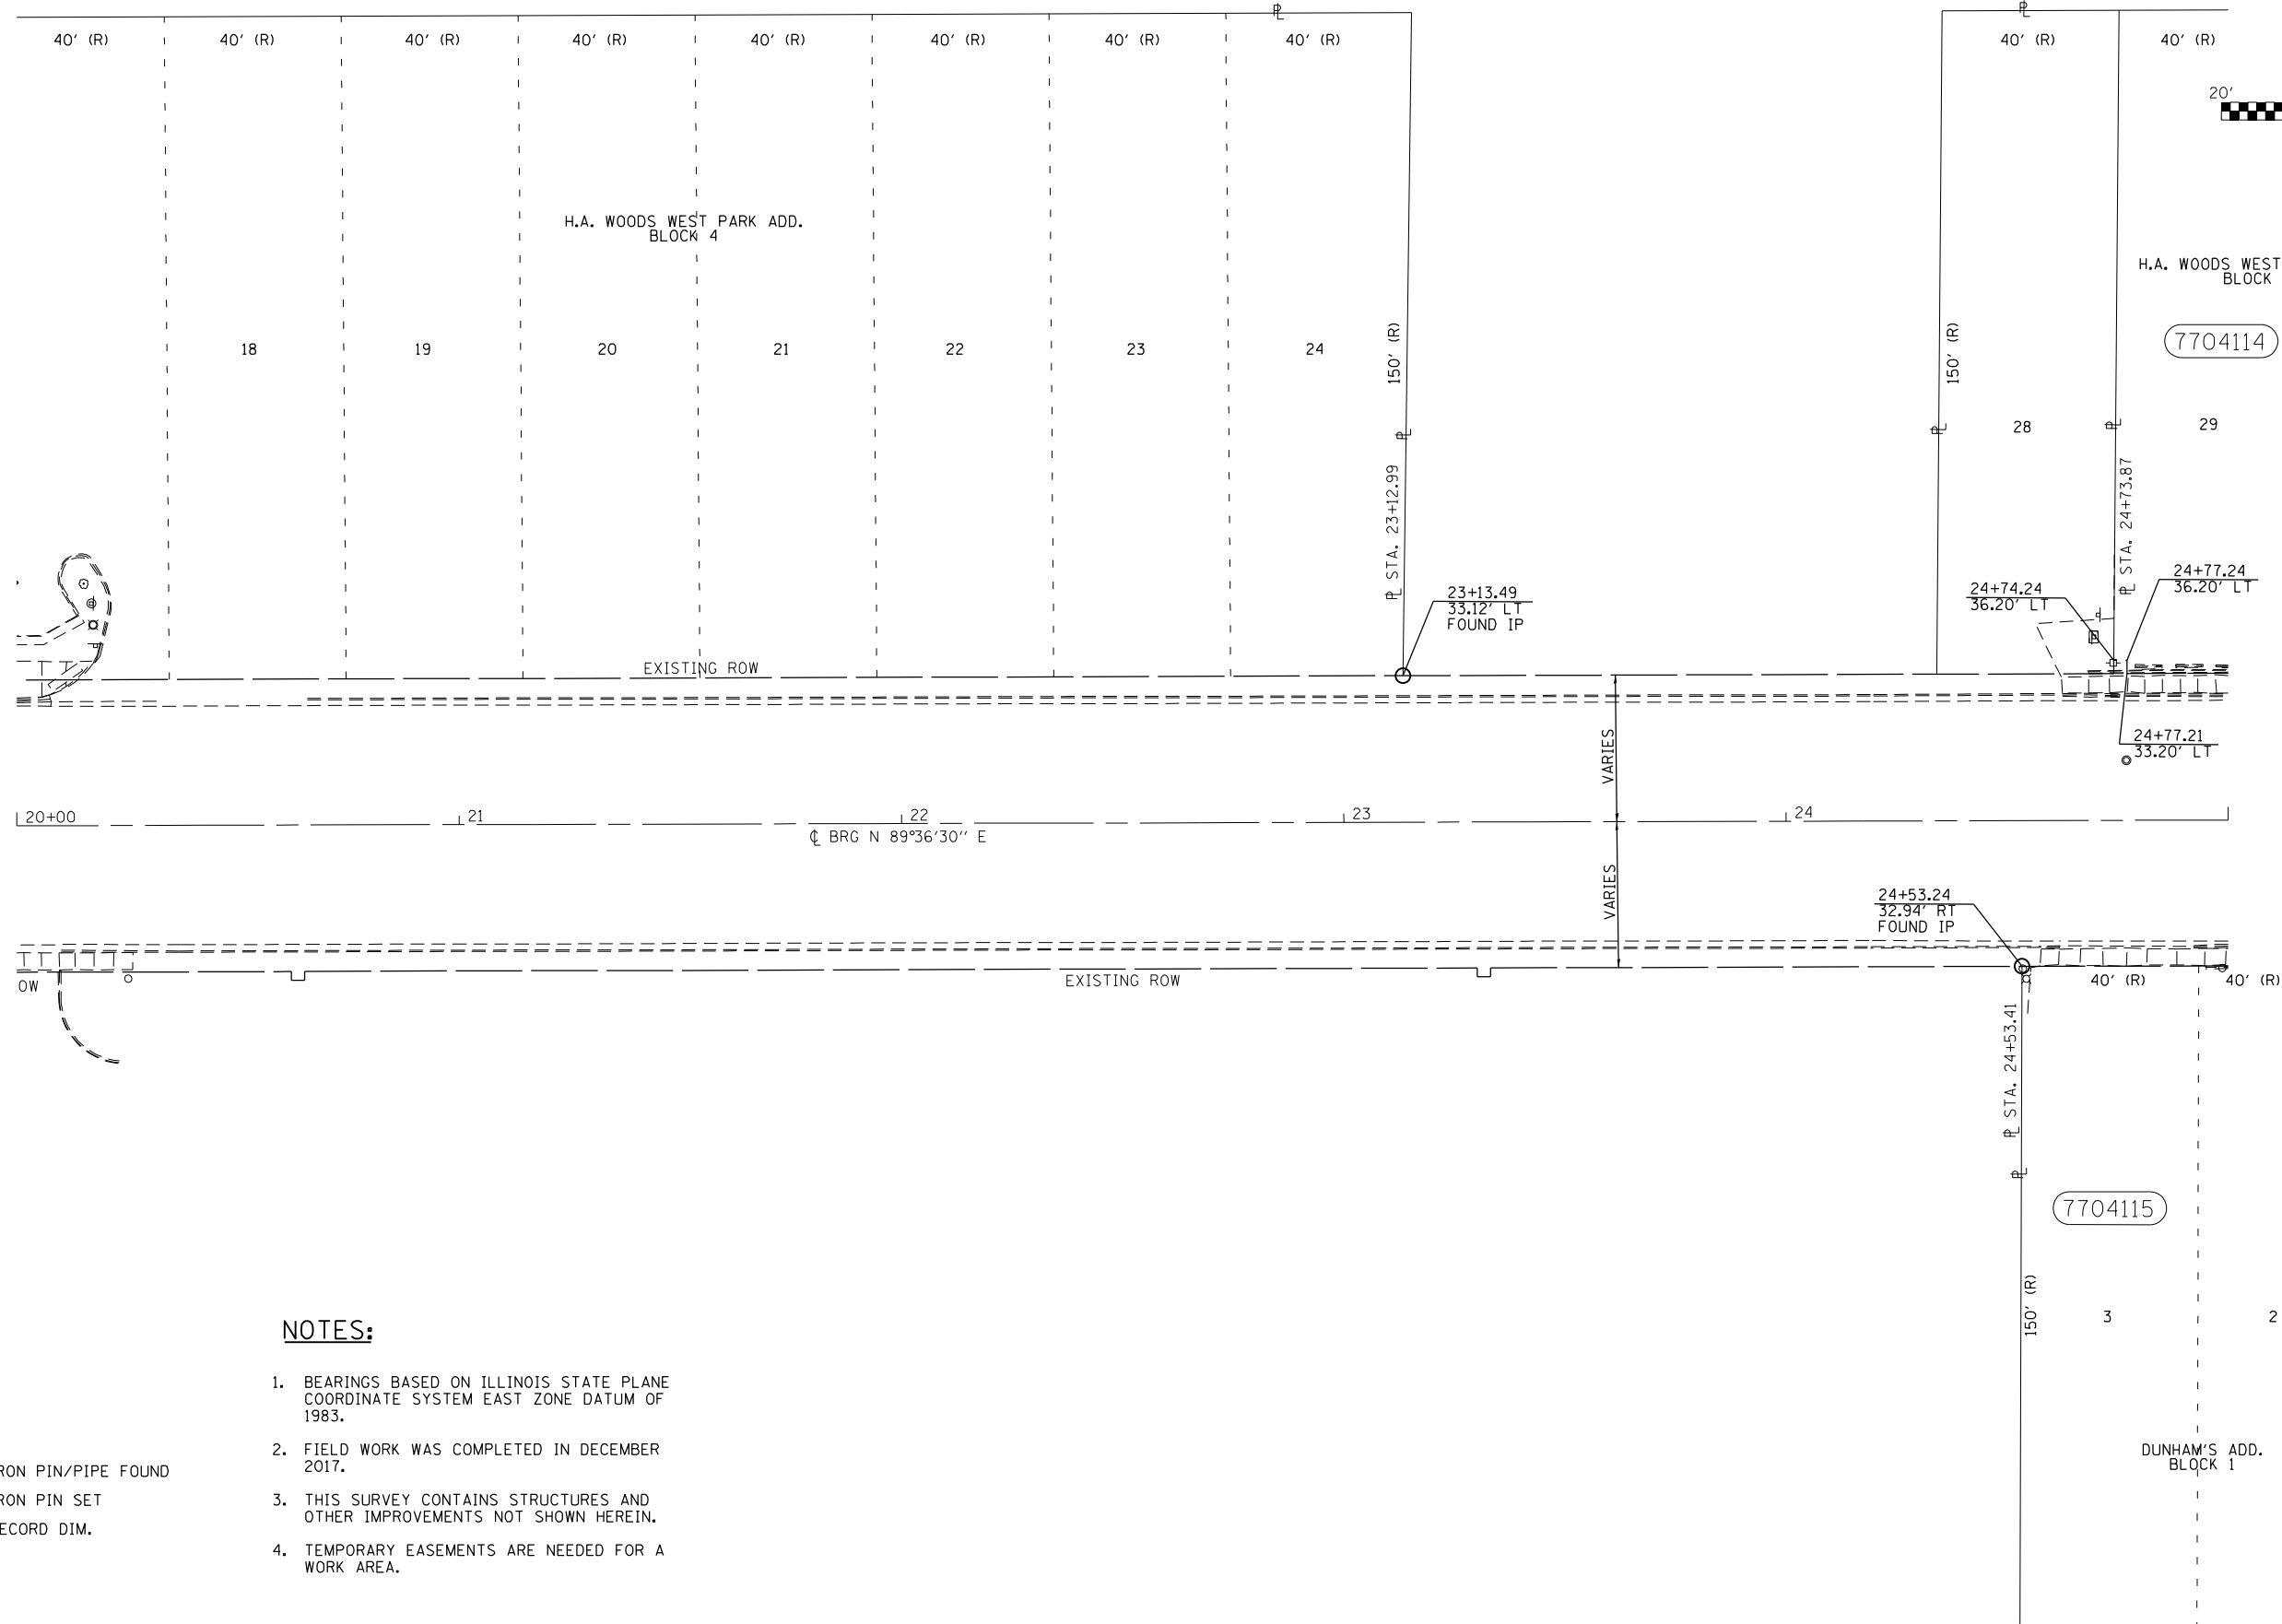 40' (R) 40' (R) 40' (R) 40' (R) 40' (R) 40' (R) 40' (R) 40' (R) 40' (R) 40' (R)
20'
H.A. WOODS WEST PARK ADD.
BLOCK 4
H.A. WOODS WEST
BLOCK
18 19 20 21 22 23 24
150' (R)
150' (R)
7704114
28
29
℄ STA. 23+12.99
℄ STA. 24+73.87
23+13.49
33.12' LT
FOUND IP
24+74.24
36.20' LT
24+77.24
36.20' LT
EXISTING ROW
24+77.21
33.20' LT
VARIES
20+00 21 22 23 24
℄ BRG N 89°36'30'' E
VARIES
24+53.24
32.94' RT
FOUND IP
OW
EXISTING ROW
40' (R) 40' (R)
PL STA. 24+53.41
7704115
150' (R)
3
2
DUNHAM'S ADD.
BLOCK 1
NOTES:
1. BEARINGS BASED ON ILLINOIS STATE PLANE
COORDINATE SYSTEM EAST ZONE DATUM OF
1983.
2. FIELD WORK WAS COMPLETED IN DECEMBER
2017.
3. THIS SURVEY CONTAINS STRUCTURES AND
OTHER IMPROVEMENTS NOT SHOWN HEREIN.
4. TEMPORARY EASEMENTS ARE NEEDED FOR A
WORK AREA.
RON PIN/PIPE FOUND
RON PIN SET
ECORD DIM.